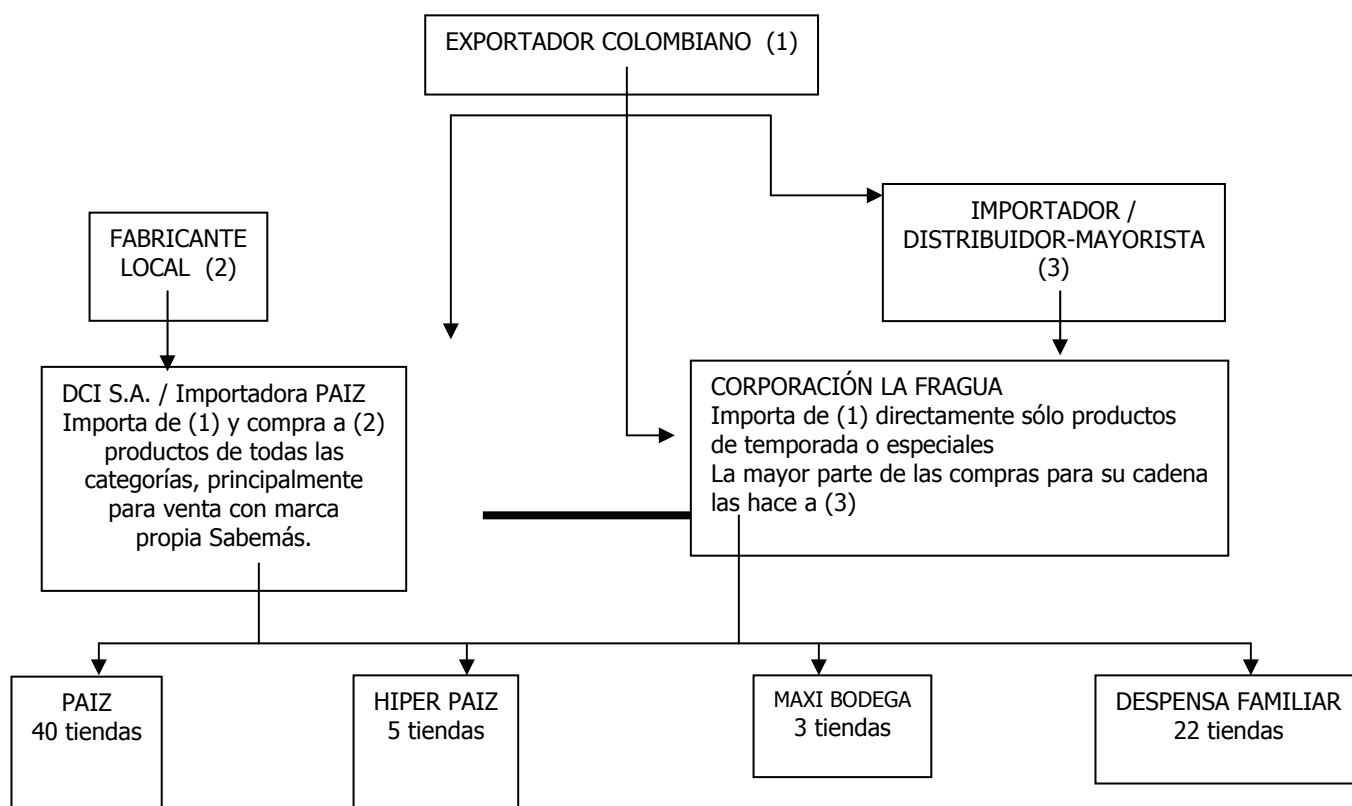 EXPORTADOR COLOMBIANO (1)
IMPORTADOR /
DISTRIBUIDOR-MAYORISTA
(3)
FABRICANTE
LOCAL (2)
DCI S.A. / Importadora PAIZ
Importa de (1) y compra a (2)
productos de todas las
categorías, principalmente
para venta con marca
propia Sabemás.
CORPORACIÓN LA FRAGUA
Importa de (1) directamente sólo productos
de temporada o especiales
La mayor parte de las compras para su cadena
las hace a (3)
PAIZ
40 tiendas
HIPER PAIZ
5 tiendas
MAXI BODEGA
3 tiendas
DESPENSA FAMILIAR
22 tiendas